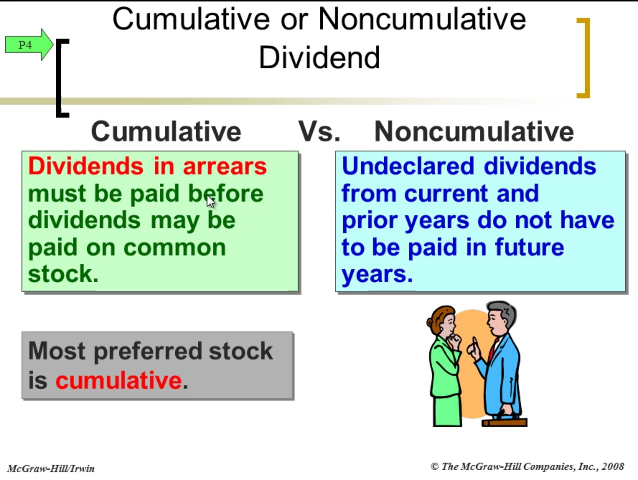 P4
Cumulative or Noncumulative
Dividend
Cumulative Vs. Noncumulative
Dividends in arrears
must be paid before
dividends may be
paid on common
stock.
Undeclared dividends
from current and
prior years do not have
to be paid in future
years.
Most preferred stock
is cumulative.
McGraw-Hill/Irwin
© The McGraw-Hill Companies, Inc., 2008